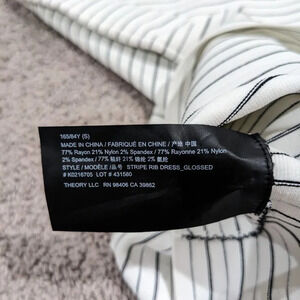 165/84Y (S)
MADE IN CHINA / FABRIQUÉ EN CHINE / 产地 中国
77% Rayon 21% Nylon 2% Spandex / 77% Rayonne 21% Nylon
2% Spandex / 77% 粘纤 21% 锦纶 2% 氨纶
STYLE / MODÈLE / 品号 STRIPE RIB DRESS_GLOSSED
# K0216705 LOT # 431580
THEORY LLC RN 98406 CA 39862